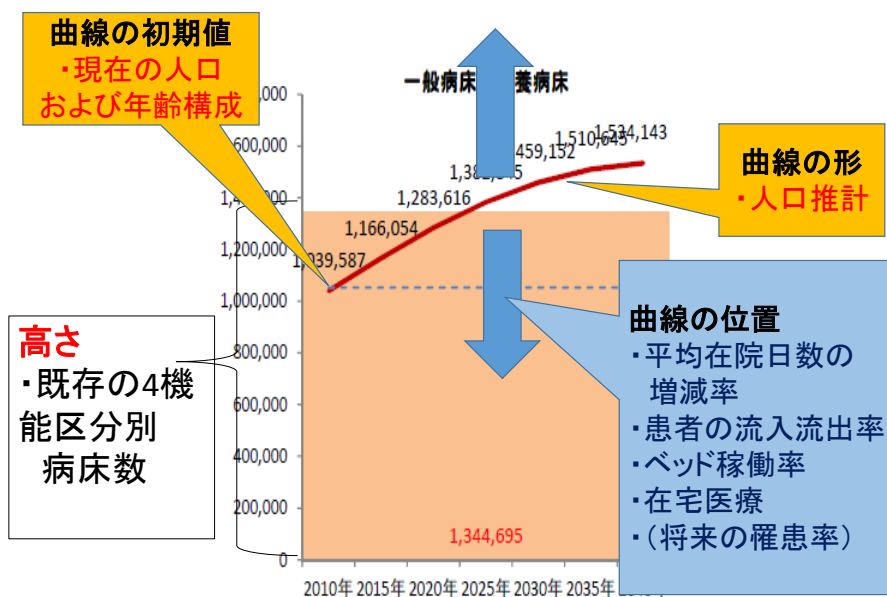 曲線の初期値
・現在の人口
および年齢構成
一般病床
養病床
600,000
1,200,000
1,000,000
800,000
600,000
400,000
200,000
0
1,166,054
1,283,616
459,152
1,510,645
1,534,143
1,344,695
曲線の形
・人口推計
高さ
・既存の4機
能区分別
病床数
曲線の位置
・平均在院日数の
増減率
・患者の流入流出率
・ベッド稼働率
・在宅医療
・(将来の罹患率)
2010年 2015年 2020年 2025年 2030年 2035年